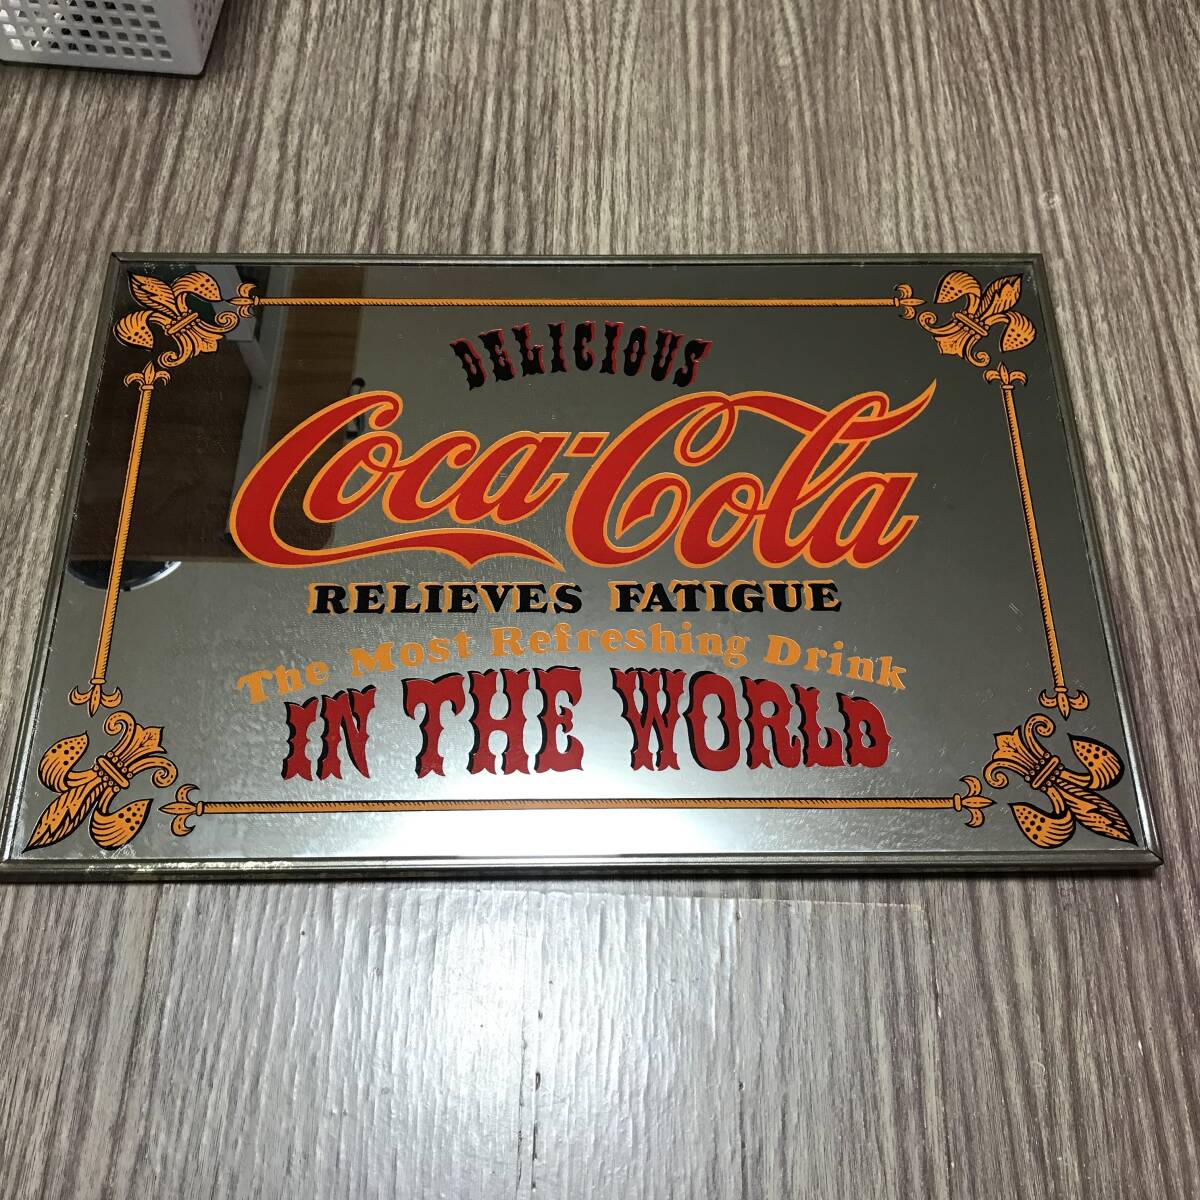 DELICIOUS
Coca-Cola
RELIEVES FATIGUE
The Most Refreshing Drink
IN THE WORLD